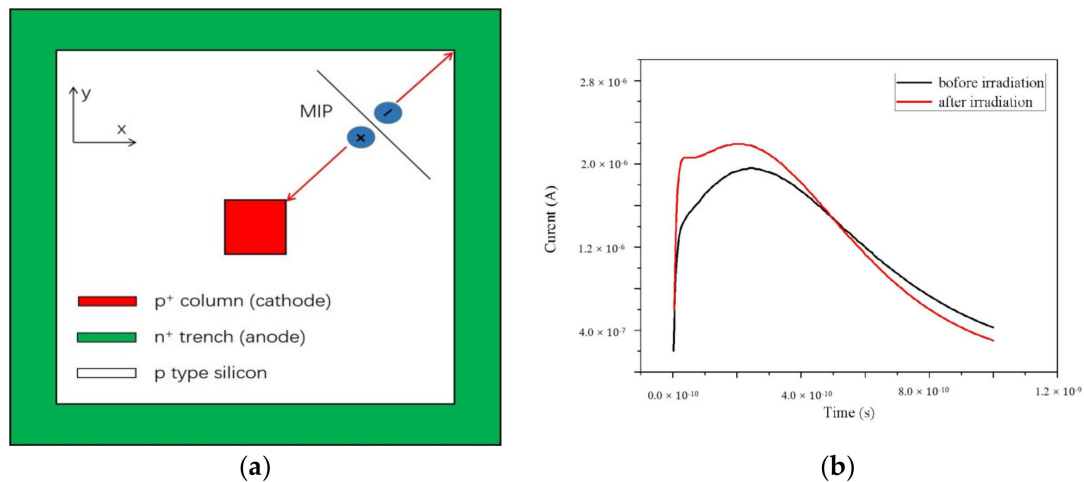 y
x
MIP
−
+
p⁺ column (cathode)
n⁺ trench (anode)
p type silicon
(a)
bofore irradiation
after irradiation
2.8 × 10⁻⁶
2.0 × 10⁻⁶
1.2 × 10⁻⁶
4.0 × 10⁻⁷
Curent (A)
0.0 × 10⁻¹⁰
4.0 × 10⁻¹⁰
8.0 × 10⁻¹⁰
1.2 × 10⁻⁹
Time (s)
(b)